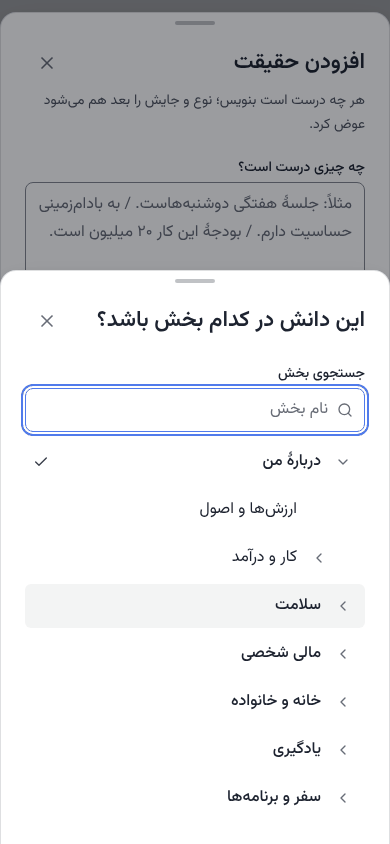 افزودن حقیقت
هر چه درست است بنویس؛ نوع و جایش را بعد هم می‌شود
عوض کرد.
چه چیزی درست است؟
مثلاً: جلسهٔ هفتگی دوشنبه‌هاست. / به بادام‌زمینی
حساسیت دارم. / بودجهٔ این کار ۲۰ میلیون است.
این دانش در کدام بخش باشد؟
جستجوی بخش
نام بخش
دربارهٔ من
ارزش‌ها و اصول
کار و درآمد
سلامت
مالی شخصی
خانه و خانواده
یادگیری
سفر و برنامه‌ها